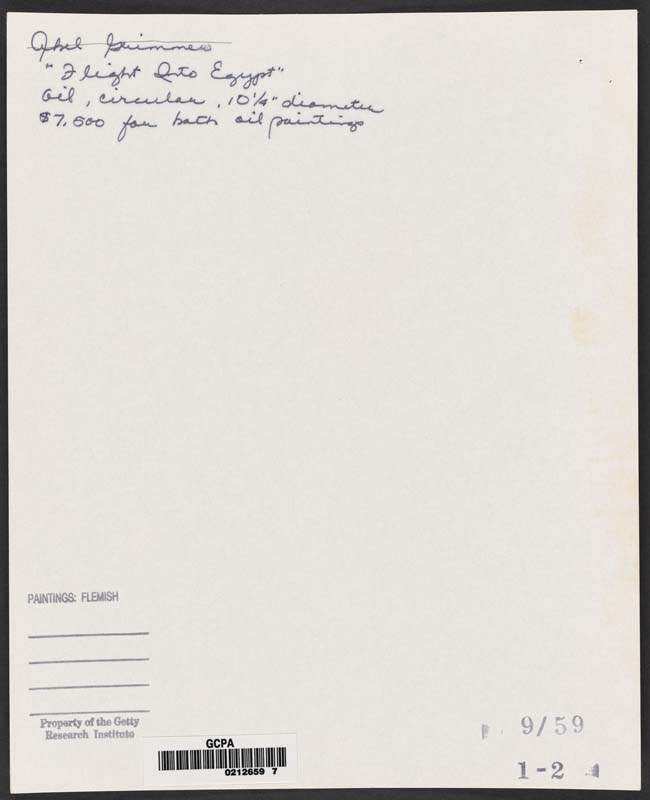 Abel Grimmer
"Flight Into Egypt"
Oil, circular, 10¼" diameter
$7,500 for both oil paintings
PAINTINGS: FLEMISH
Property of the Getty
Research Institute
GCPA
0212659 7
9/59
1-2